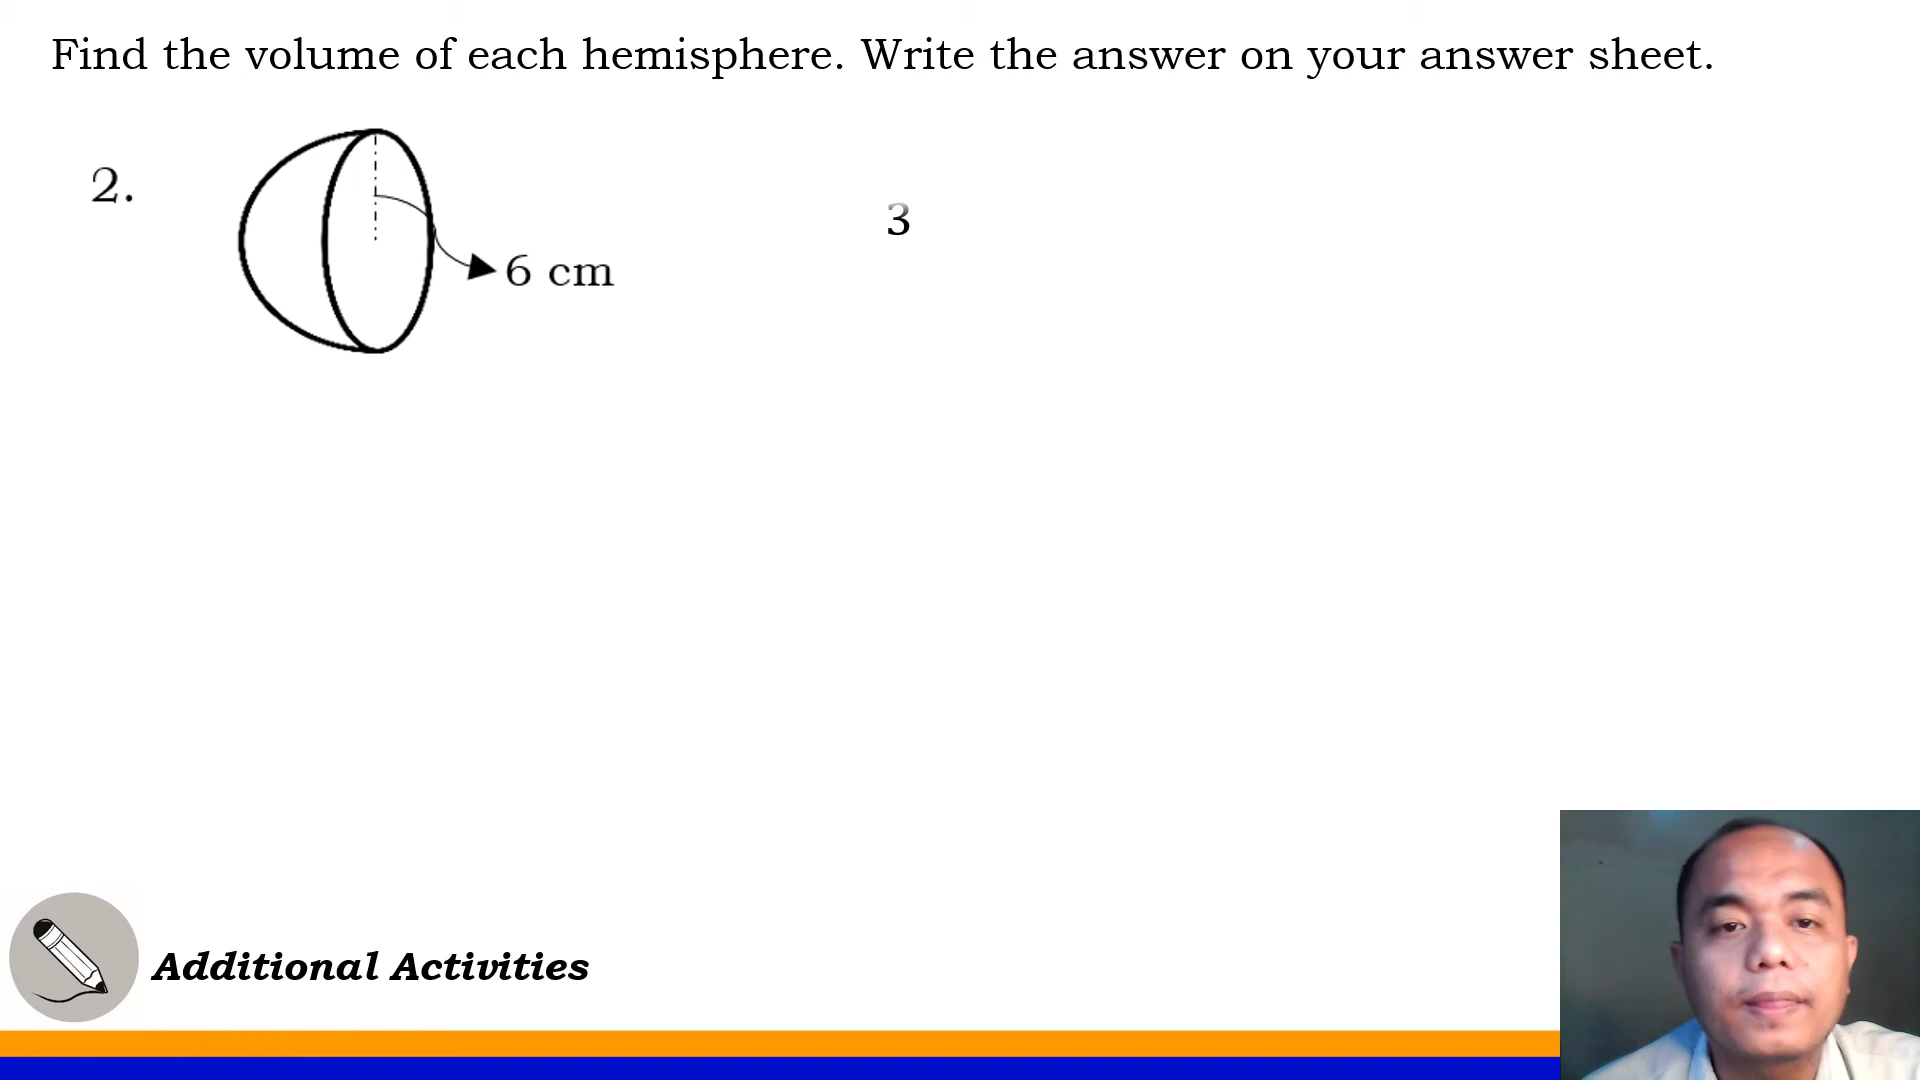 Find the volume of each hemisphere. Write the answer on your answer sheet.
2.
3
6 cm
Additional Activities